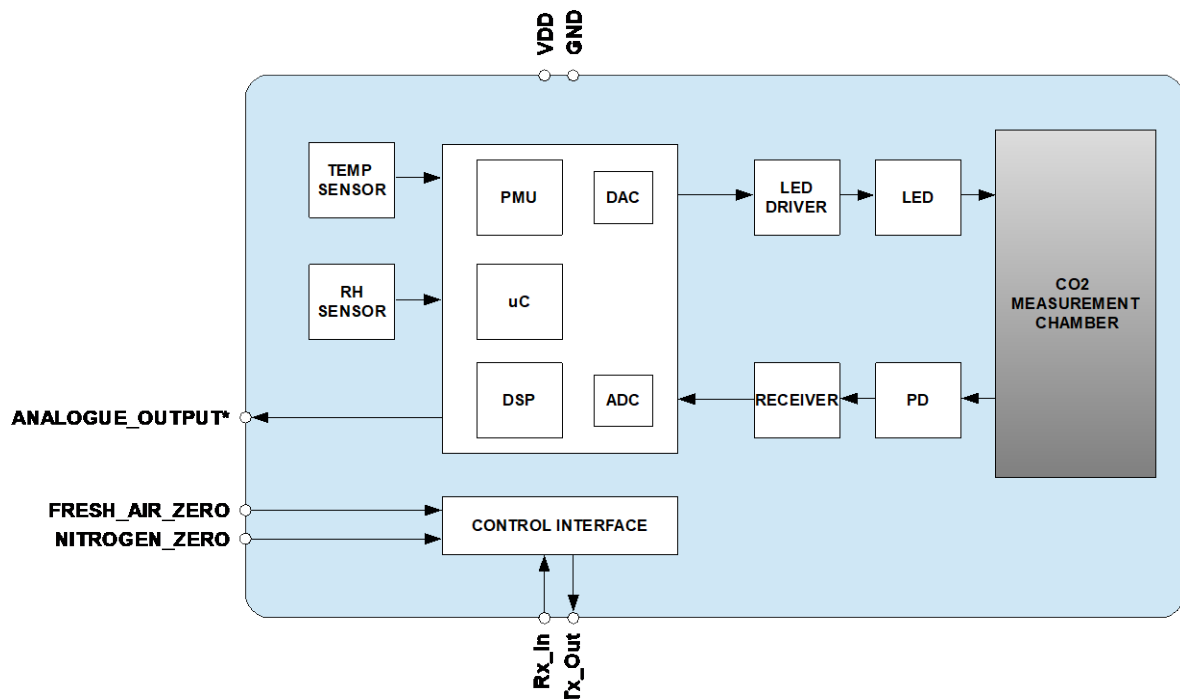 VDD
GND
TEMP
SENSOR
PMU
DAC
LED
DRIVER
LED
RH
SENSOR
uC
CO2
MEASUREMENT
CHAMBER
DSP
ADC
RECEIVER
PD
ANALOGUE_OUTPUT*
FRESH_AIR_ZERO
NITROGEN_ZERO
CONTROL INTERFACE
Rx_In
Tx_Out